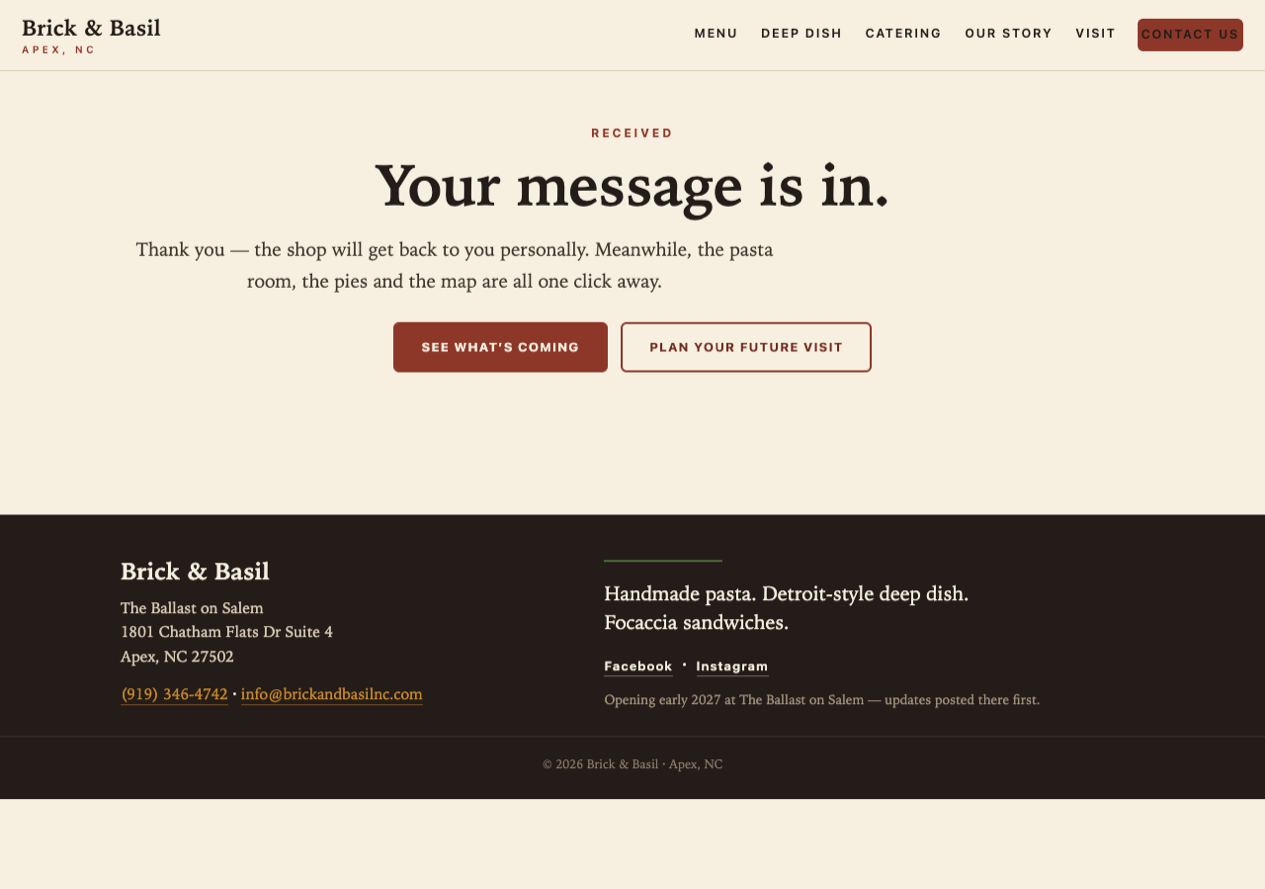 Brick & Basil
APEX, NC
MENU
DEEP DISH
CATERING
OUR STORY
VISIT
CONTACT US
RECEIVED
Your message is in.
Thank you — the shop will get back to you personally. Meanwhile, the pasta
room, the pies and the map are all one click away.
SEE WHAT'S COMING
PLAN YOUR FUTURE VISIT
Brick & Basil
The Ballast on Salem
1801 Chatham Flats Dr Suite 4
Apex, NC 27502
(919) 346-4742 · info@brickandbasilnc.com
Handmade pasta. Detroit-style deep dish.
Focaccia sandwiches.
Facebook · Instagram
Opening early 2027 at The Ballast on Salem — updates posted there first.
© 2026 Brick & Basil · Apex, NC